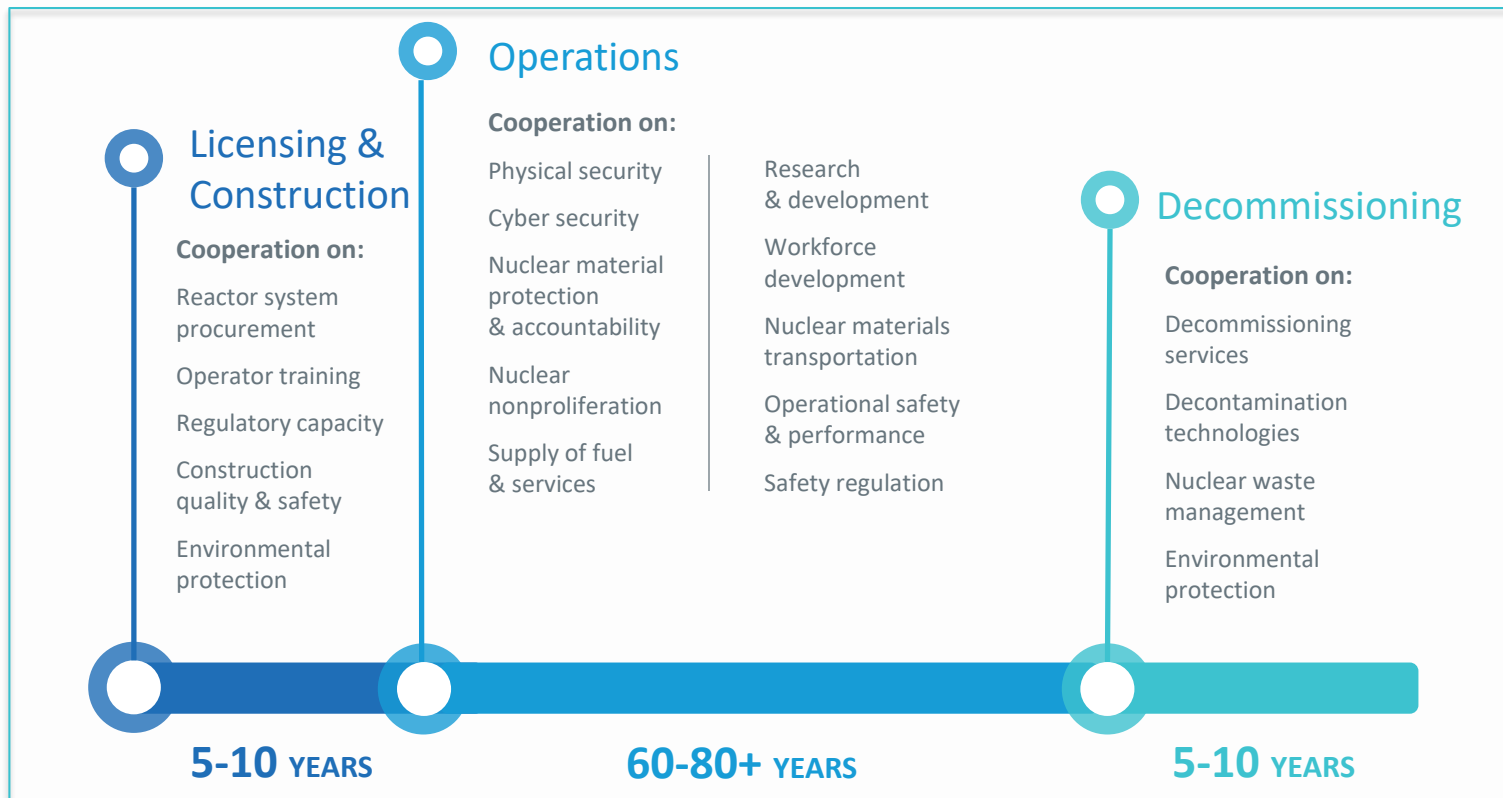 Licensing &
Construction
Cooperation on:
Reactor system
procurement
Operator training
Regulatory capacity
Construction
quality & safety
Environmental
protection
Operations
Cooperation on:
Physical security
Cyber security
Nuclear material
protection
& accountability
Nuclear
nonproliferation
Supply of fuel
& services
Research
& development
Workforce
development
Nuclear materials
transportation
Operational safety
& performance
Safety regulation
Decommissioning
Cooperation on:
Decommissioning
services
Decontamination
technologies
Nuclear waste
management
Environmental
protection
5-10 YEARS
60-80+ YEARS
5-10 YEARS